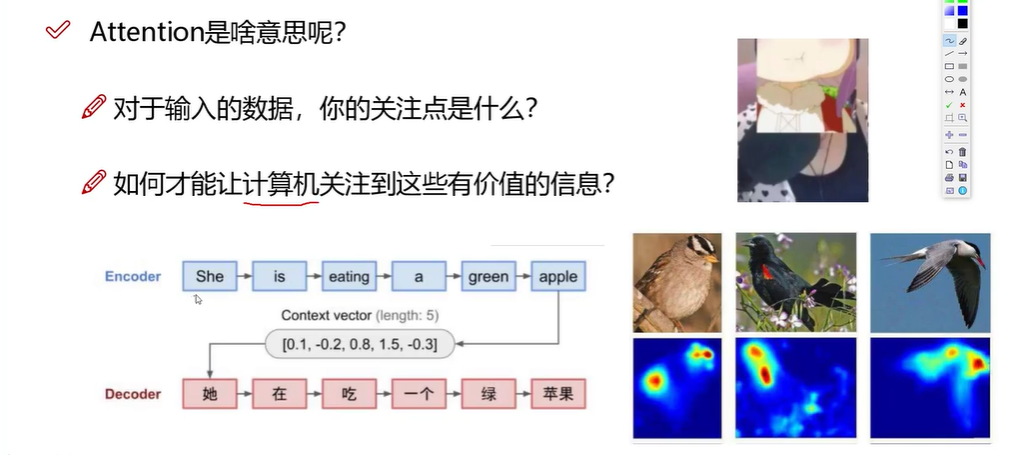 Attention是啥意思呢?
对于输入的数据，你的关注点是什么?
如何才能让计算机关注到这些有价值的信息?
Encoder She is eating a green apple
Context vector (length: 5)
[0.1, -0.2, 0.8, 1.5, -0.3]
Decoder 她 在 吃 一个 绿 苹果
A